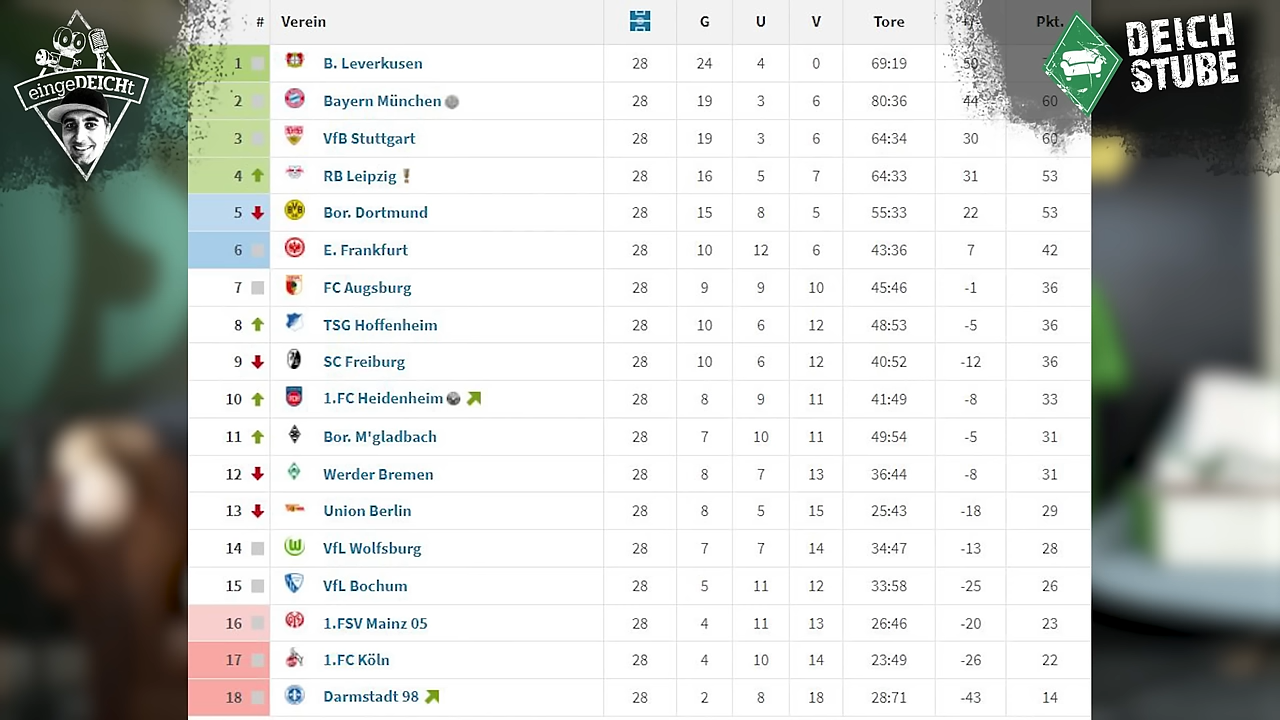 # Verein G U V Tore +/- Pkt.
1 B. Leverkusen 28 24 4 0 69:19 50
2 Bayern München 28 19 3 6 80:36 44 60
3 VfB Stuttgart 28 19 3 6 64:34 30 60
4 RB Leipzig 28 16 5 7 64:33 31 53
5 Bor. Dortmund 28 15 8 5 55:33 22 53
6 E. Frankfurt 28 10 12 6 43:36 7 42
7 FC Augsburg 28 9 9 10 45:46 -1 36
8 TSG Hoffenheim 28 10 6 12 48:53 -5 36
9 SC Freiburg 28 10 6 12 40:52 -12 36
10 1.FC Heidenheim 28 8 9 11 41:49 -8 33
11 Bor. M'gladbach 28 7 10 11 49:54 -5 31
12 Werder Bremen 28 8 7 13 36:44 -8 31
13 Union Berlin 28 8 5 15 25:43 -18 29
14 VfL Wolfsburg 28 7 7 14 34:47 -13 28
15 VfL Bochum 28 5 11 12 33:58 -25 26
16 1.FSV Mainz 05 28 4 11 13 26:46 -20 23
17 1.FC Köln 28 4 10 14 23:49 -26 22
18 Darmstadt 98 28 2 8 18 28:71 -43 14
eingeDEICHt
DEICH
STUBE